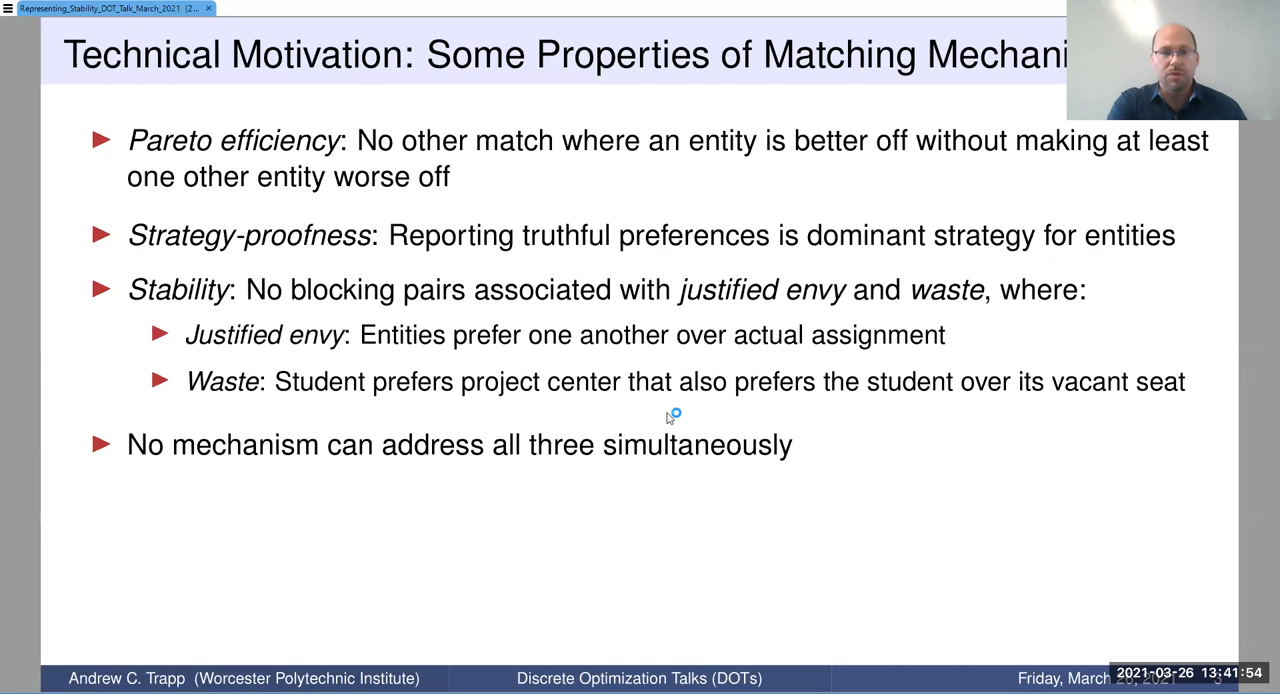 Representing_Stability_DOT_Talk_March_2021 (2...
Technical Motivation: Some Properties of Matching Mechani
Pareto efficiency: No other match where an entity is better off without making at least
one other entity worse off
Strategy-proofness: Reporting truthful preferences is dominant strategy for entities
Stability: No blocking pairs associated with justified envy and waste, where:
Justified envy: Entities prefer one another over actual assignment
Waste: Student prefers project center that also prefers the student over its vacant seat
No mechanism can address all three simultaneously
Andrew C. Trapp (Worcester Polytechnic Institute)
Discrete Optimization Talks (DOTs)
Friday, March
2021-03-26 13:41:54